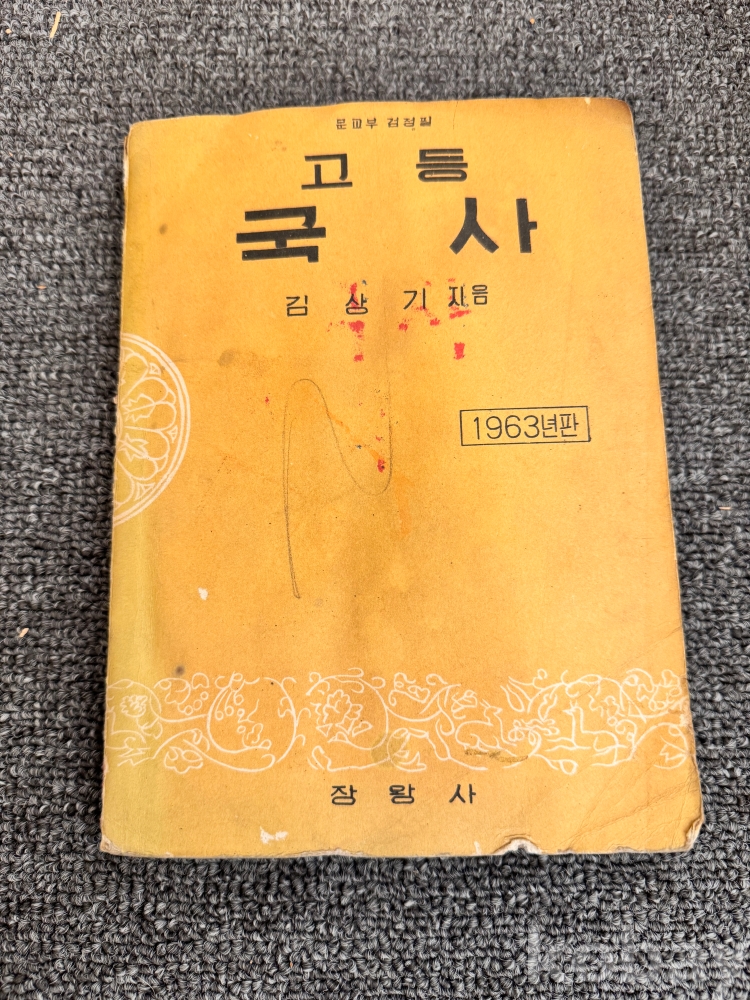 문교부 검정필
고등
국사
김상기 지음
1963년판
장왕사